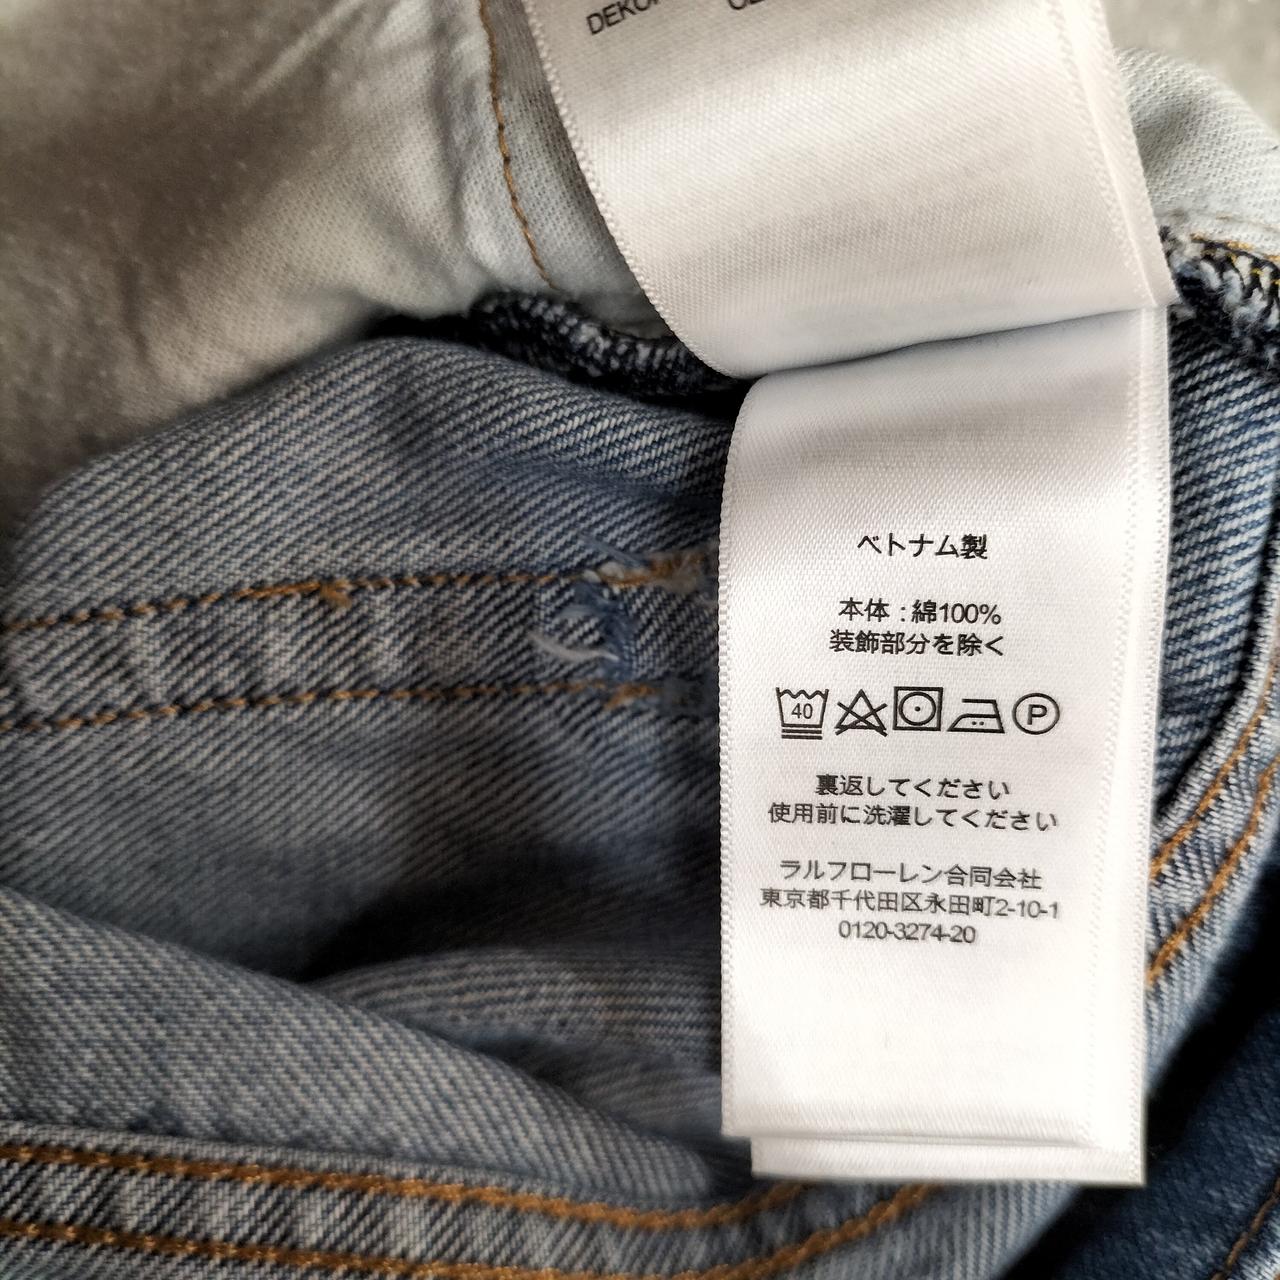 ベトナム製
本体 : 綿100%
装飾部分を除く
40
P
裏返してください
使用前に洗濯してください
ラルフローレン合同会社
東京都千代田区永田町2-10-1
0120-3274-20